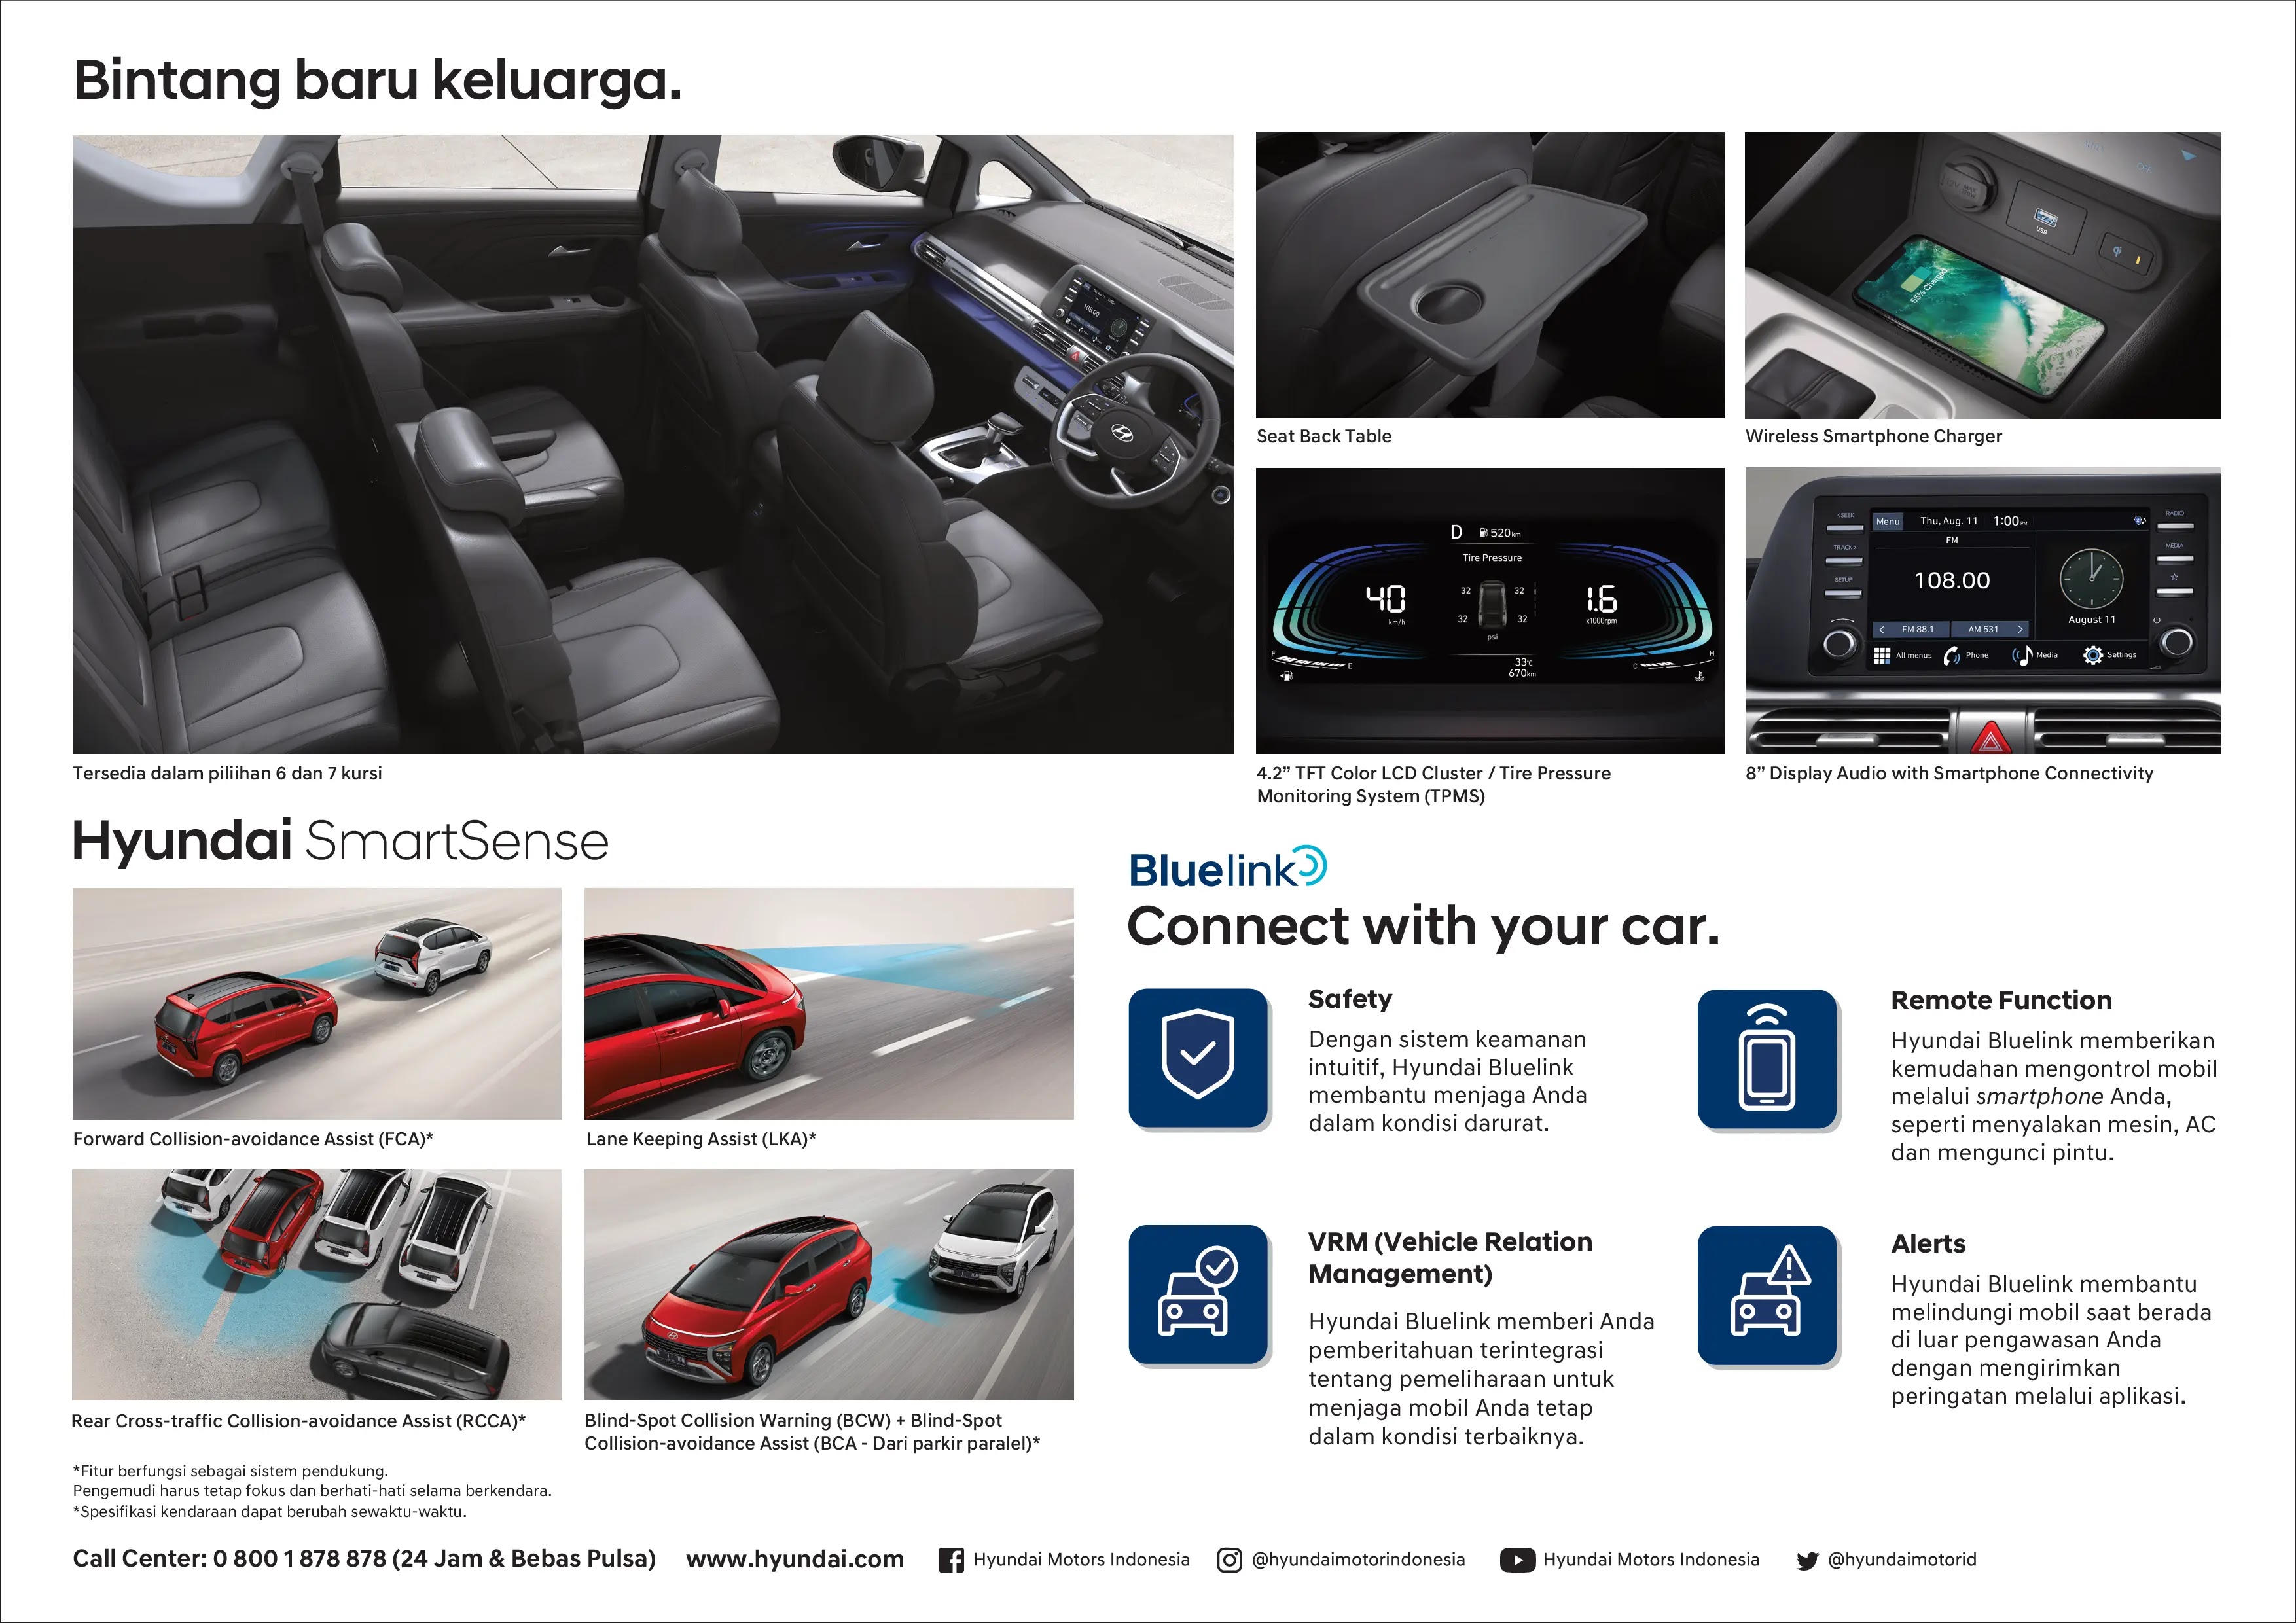 Bintang baru keluarga.
Tersedia dalam piliihan 6 dan 7 kursi
Seat Back Table
55% Charged
USB
Wireless Smartphone Charger
D 520km
Tire Pressure
40 km/h
32 32
32 32
psi
1.6 x1000rpm
F E
33°C
670km
C H
4.2” TFT Color LCD Cluster / Tire Pressure
Monitoring System (TPMS)
<SEEK
TRACK>
SETUP
Menu Thu, Aug. 11 1:00PM
FM
108.00
< FM 88.1 AM 531 >
August 11
All menus Phone Media Settings
RADIO
MEDIA
8” Display Audio with Smartphone Connectivity
Hyundai SmartSense
Forward Collision-avoidance Assist (FCA)*
Lane Keeping Assist (LKA)*
Rear Cross-traffic Collision-avoidance Assist (RCCA)*
Blind-Spot Collision Warning (BCW) + Blind-Spot
Collision-avoidance Assist (BCA - Dari parkir paralel)*
*Fitur berfungsi sebagai sistem pendukung.
Pengemudi harus tetap fokus dan berhati-hati selama berkendara.
*Spesifikasi kendaraan dapat berubah sewaktu-waktu.
Bluelink
Connect with your car.
Safety
Dengan sistem keamanan
intuitif, Hyundai Bluelink
membantu menjaga Anda
dalam kondisi darurat.
Remote Function
Hyundai Bluelink memberikan
kemudahan mengontrol mobil
melalui smartphone Anda,
seperti menyalakan mesin, AC
dan mengunci pintu.
VRM (Vehicle Relation
Management)
Hyundai Bluelink memberi Anda
pemberitahuan terintegrasi
tentang pemeliharaan untuk
menjaga mobil Anda tetap
dalam kondisi terbaiknya.
Alerts
Hyundai Bluelink membantu
melindungi mobil saat berada
di luar pengawasan Anda
dengan mengirimkan
peringatan melalui aplikasi.
Call Center: 0 800 1 878 878 (24 Jam & Bebas Pulsa) www.hyundai.com Hyundai Motors Indonesia @hyundaimotorindonesia Hyundai Motors Indonesia @hyundaimotorid